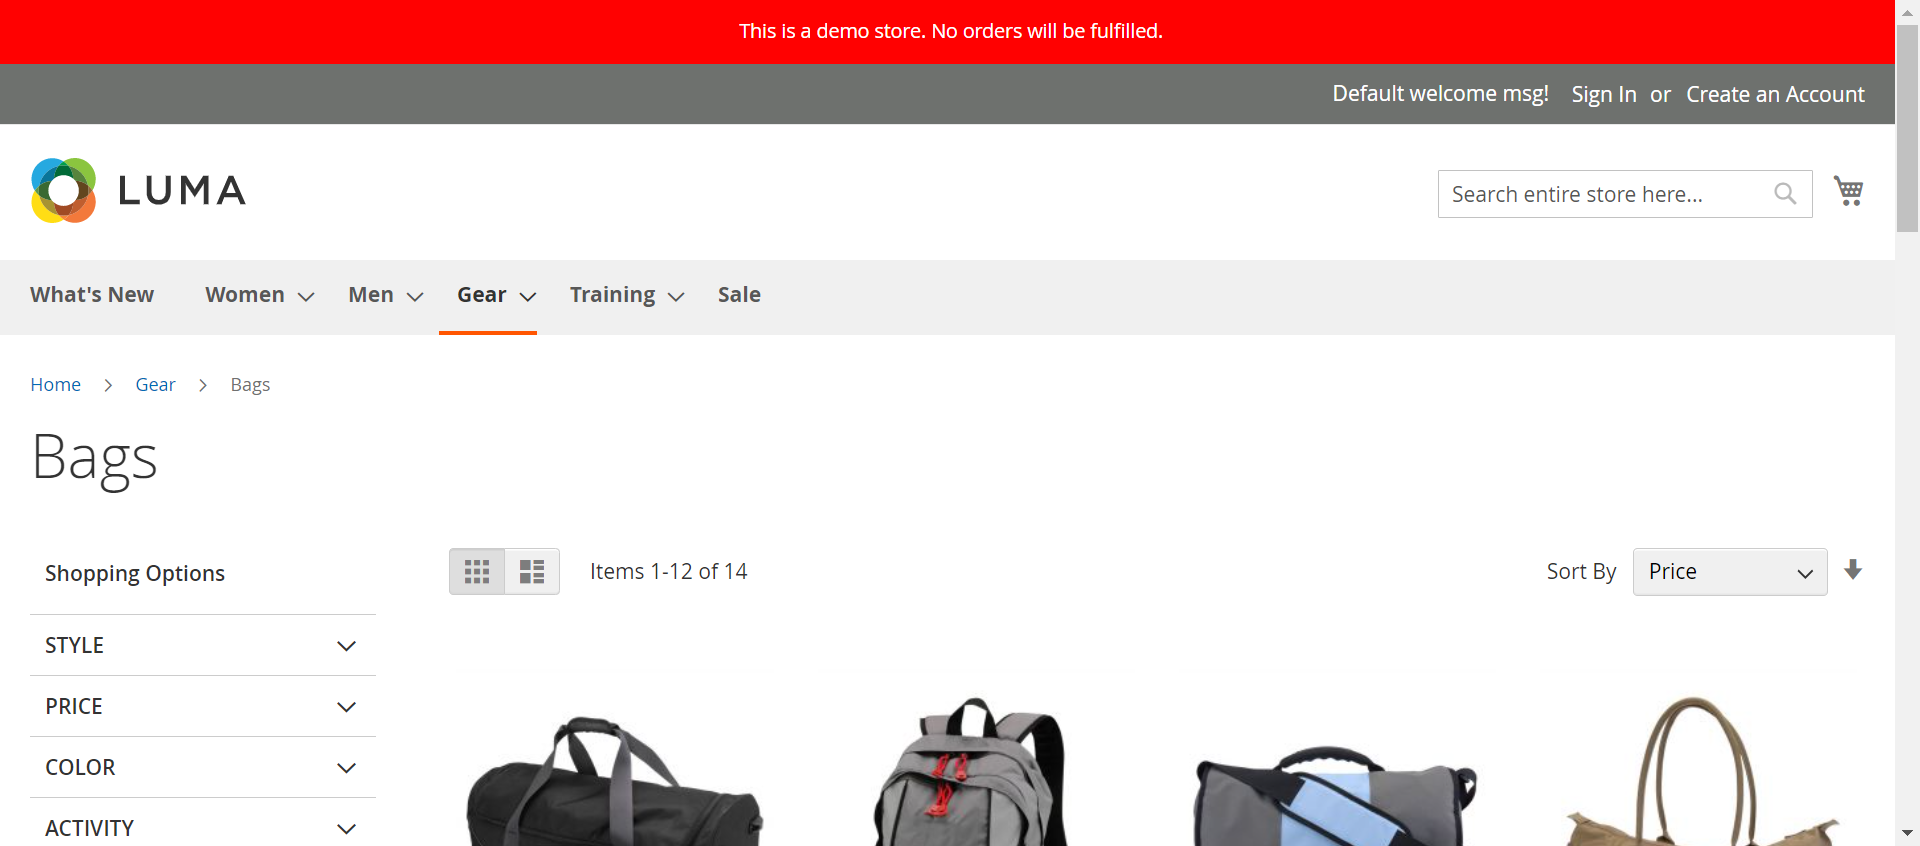 This is a demo store. No orders will be fulfilled.
Default welcome msg! Sign In or Create an Account
LUMA
Search entire store here...
What's New Women Men Gear Training Sale
Home Gear Bags
Bags
Shopping Options
Items 1-12 of 14
Sort By Price
STYLE
PRICE
COLOR
ACTIVITY